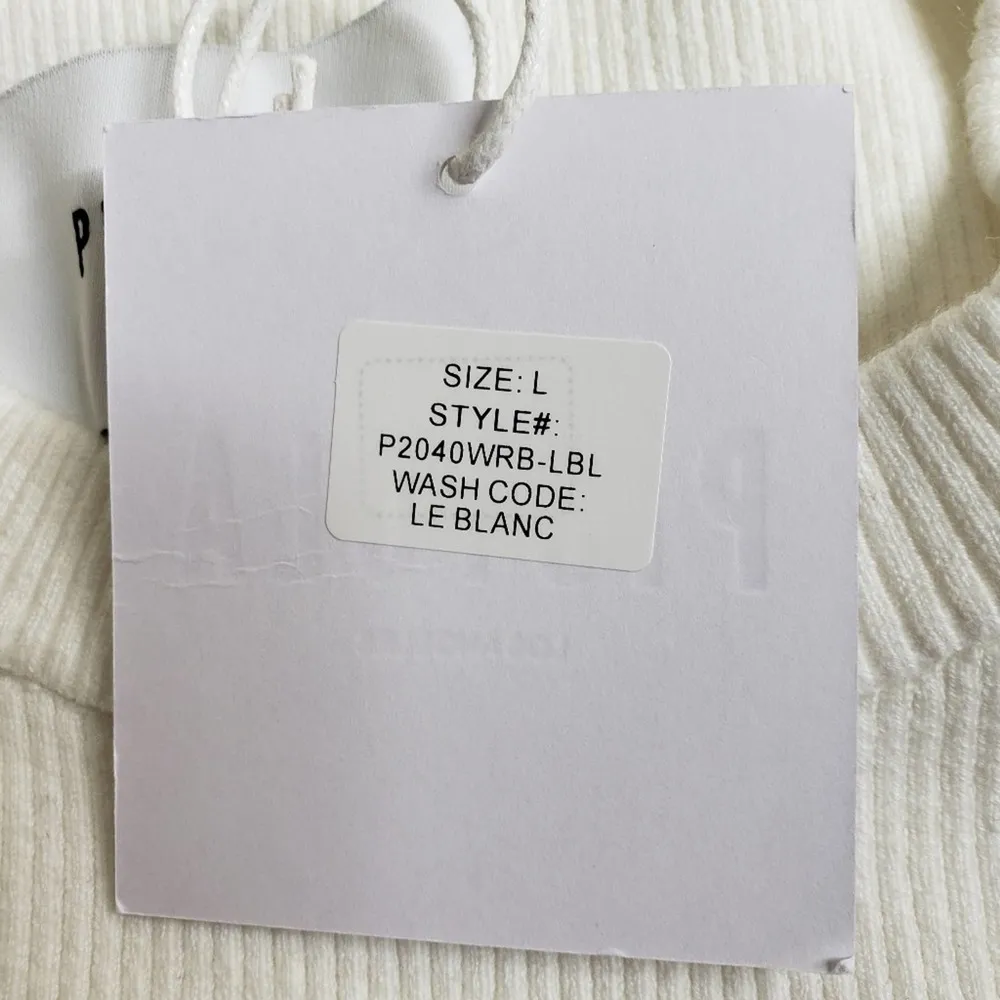 P
SIZE: L
STYLE#:
P2040WRB-LBL
WASH CODE:
LE BLANC